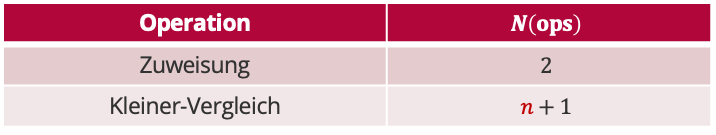 Operation N(ops)
Zuweisung 2
Kleiner-Vergleich n + 1